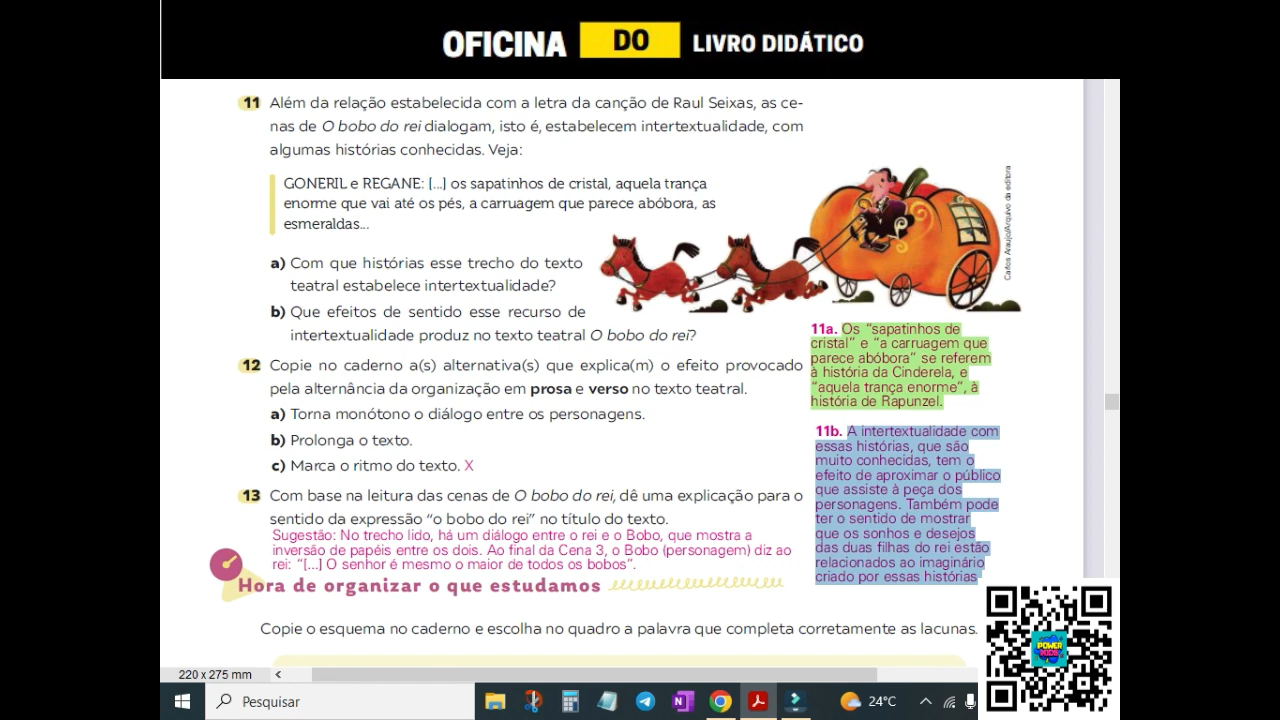 OFICINA DO LIVRO DIDÁTICO
11 Além da relação estabelecida com a letra da canção de Raul Seixas, as ce-
nas de O bobo do rei dialogam, isto é, estabelecem intertextualidade, com
algumas histórias conhecidas. Veja:
GONERIL e REGANE: [...] os sapatinhos de cristal, aquela trança
enorme que vai até os pés, a carruagem que parece abóbora, as
esmeraldas...
Carlos Araujo/Arquivo da editora
a) Com que histórias esse trecho do texto
teatral estabelece intertextualidade?
b) Que efeitos de sentido esse recurso de
intertextualidade produz no texto teatral O bobo do rei?
11a. Os “sapatinhos de
cristal” e “a carruagem que
parece abóbora” se referem
à história da Cinderela, e
“aquela trança enorme”, à
história de Rapunzel.
12 Copie no caderno a(s) alternativa(s) que explica(m) o efeito provocado
pela alternância da organização em prosa e verso no texto teatral.
a) Torna monótono o diálogo entre os personagens.
b) Prolonga o texto.
c) Marca o ritmo do texto. X
11b. A intertextualidade com
essas histórias, que são
muito conhecidas, tem o
efeito de aproximar o público
que assiste à peça dos
personagens. Também pode
ter o sentido de mostrar
que os sonhos e desejos
das duas filhas do rei estão
relacionados ao imaginário
criado por essas histórias
13 Com base na leitura das cenas de O bobo do rei, dê uma explicação para o
sentido da expressão “o bobo do rei” no título do texto.
Sugestão: No trecho lido, há um diálogo entre o rei e o Bobo, que mostra a
inversão de papéis entre os dois. Ao final da Cena 3, o Bobo (personagem) diz ao
rei: “[...] O senhor é mesmo o maior de todos os bobos”.
Hora de organizar o que estudamos
Copie o esquema no caderno e escolha no quadro a palavra que completa corretamente as lacunas.
POWER KIDS
220 x 275 mm
Pesquisar
24°C